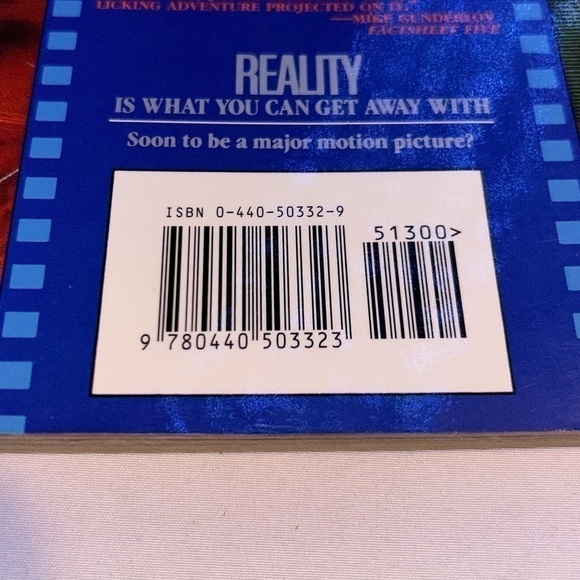 LICKING ADVENTURE PROJECTED ON IT."
—MIKE GUNDERLOY
FACTSHEET FIVE
REALITY
IS WHAT YOU CAN GET AWAY WITH
Soon to be a major motion picture?
ISBN 0-440-50332-9
51300>
9 780440 503323